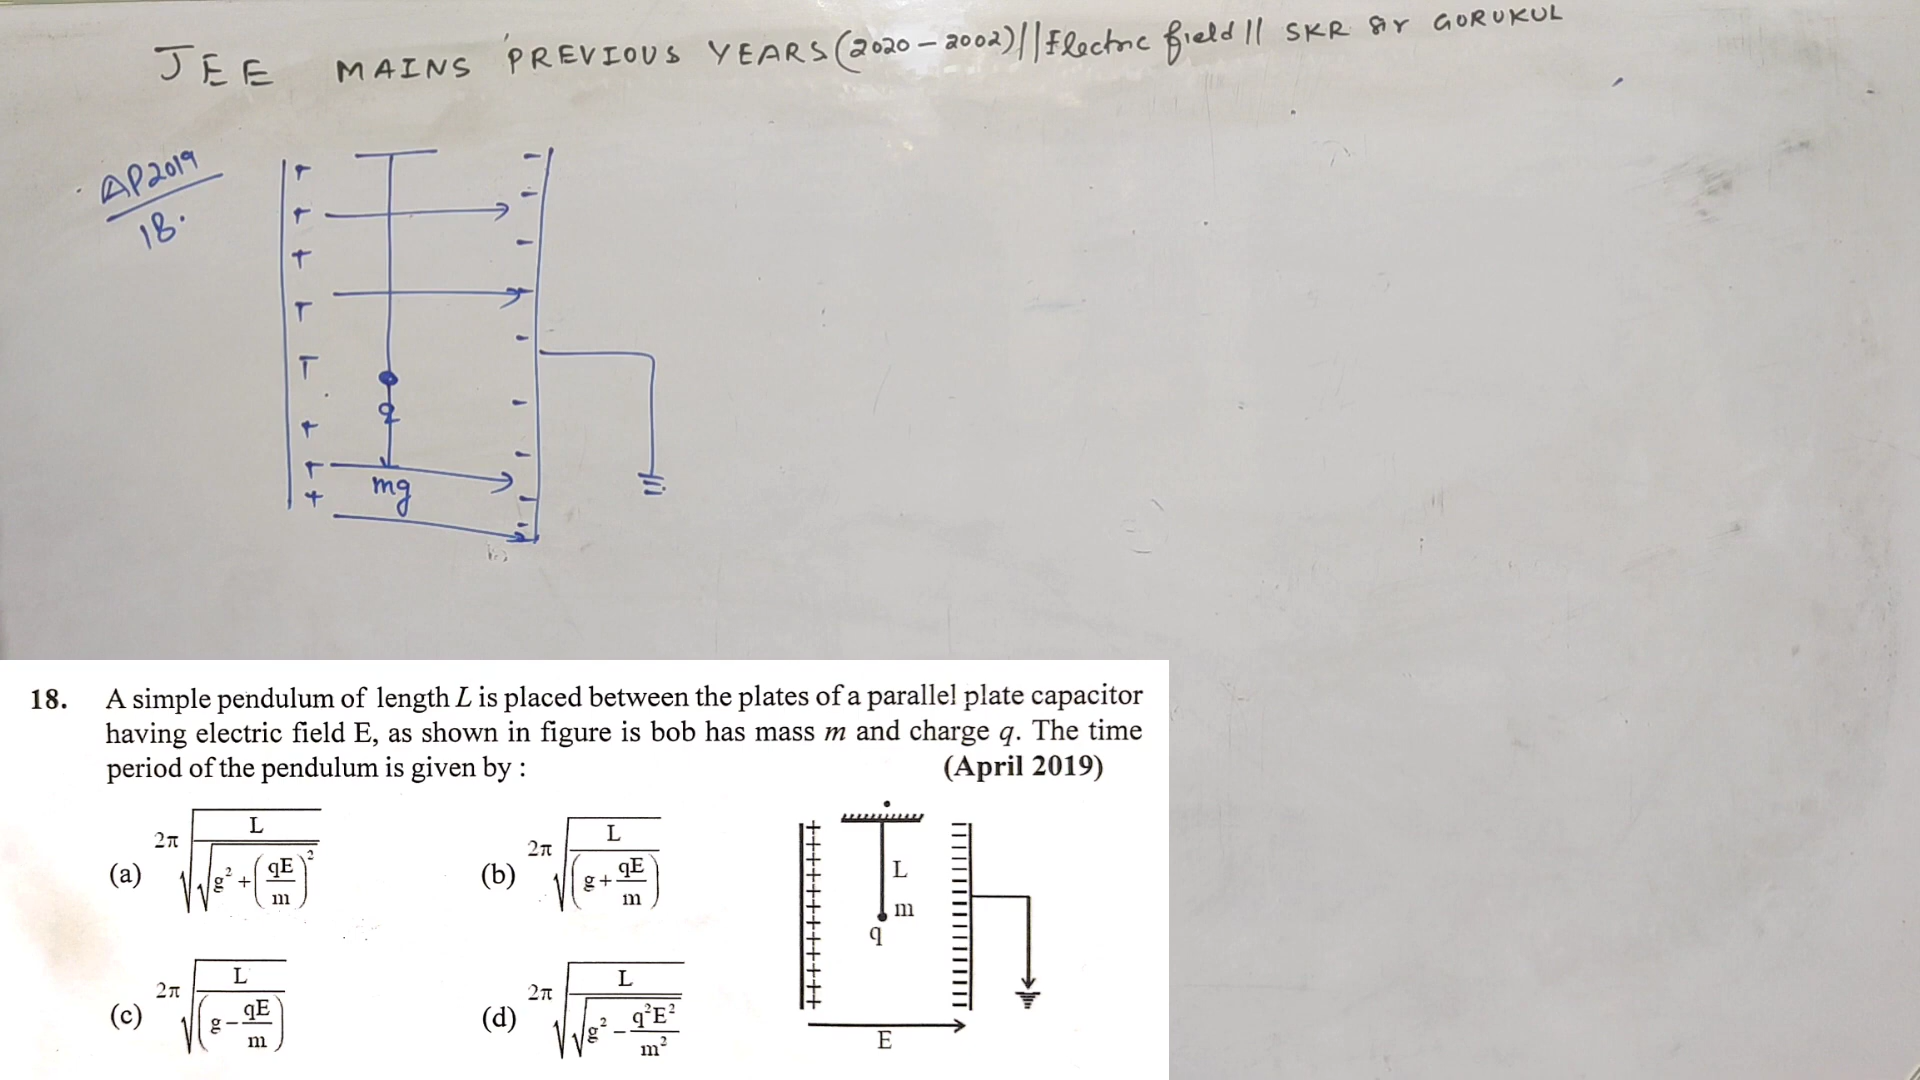 JEE MAINS PREVIOUS YEARS (2020-2002)||Electric field|| SKR Sir GORUKUL
AP2019
18.
q
mg
18. A simple pendulum of length L is placed between the plates of a parallel plate capacitor
having electric field E, as shown in figure is bob has mass m and charge q. The time
period of the pendulum is given by : (April 2019)
(a) 2π√(L/√(g² + (qE/m)²))
(b) 2π√(L/(g + qE/m))
(c) 2π√(L/(g − qE/m))
(d) 2π√(L/√(g² − q²E²/m²))
L
m
q
E